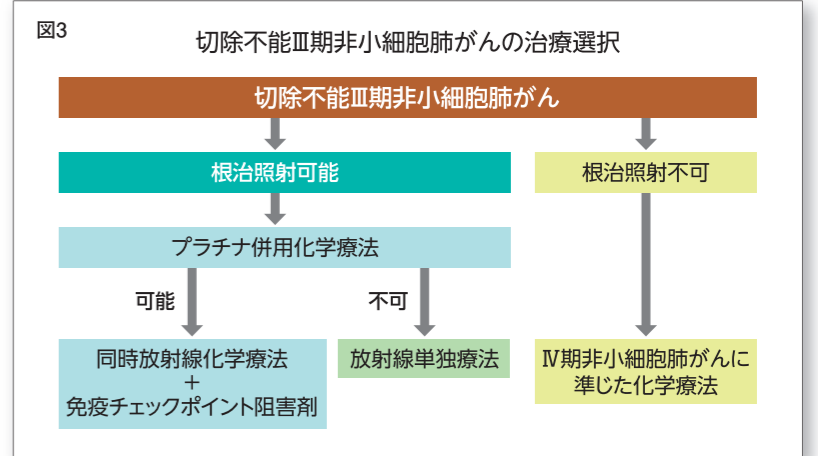 図3
切除不能Ⅲ期非小細胞肺がんの治療選択
切除不能Ⅲ期非小細胞肺がん
根治照射可能
根治照射不可
プラチナ併用化学療法
可能
不可
同時放射線化学療法
+
免疫チェックポイント阻害剤
放射線単独療法
Ⅳ期非小細胞肺がんに
準じた化学療法